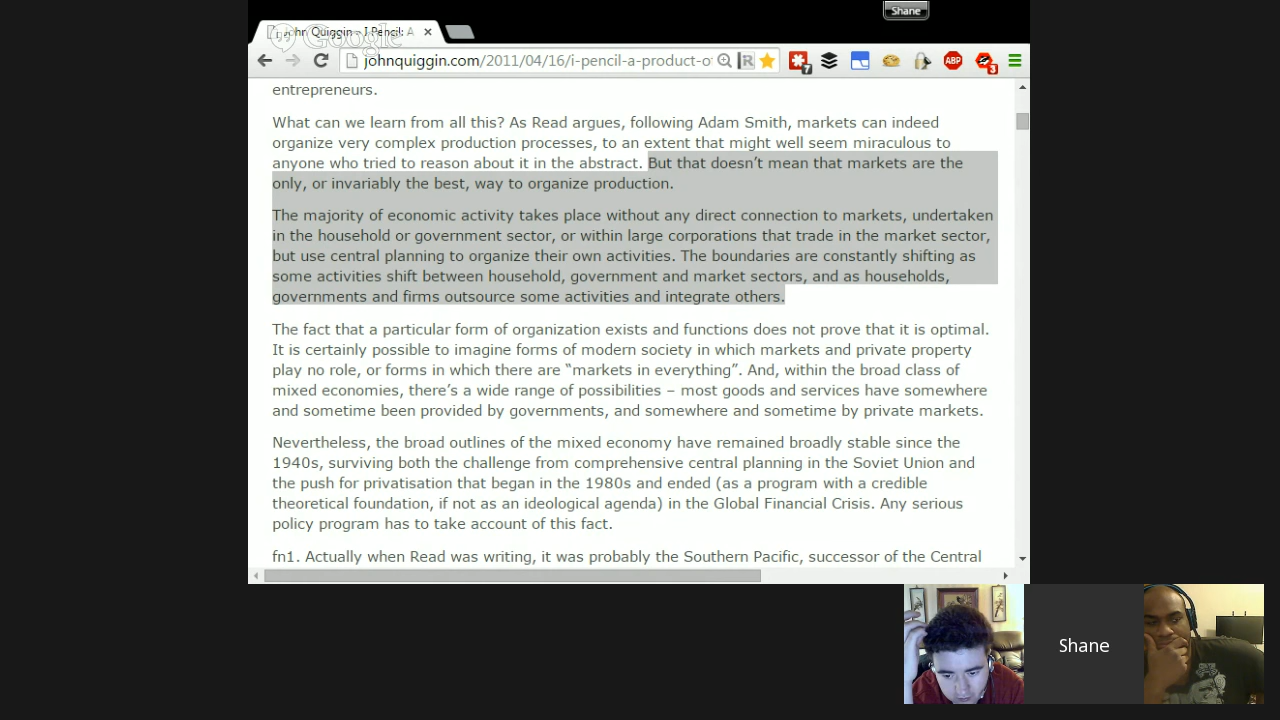 Shane
John Quiggin - I Pencil: A
Google
johnquiggin.com/2011/04/16/i-pencil-a-product-o
7
ABP
3
entrepreneurs.
What can we learn from all this? As Read argues, following Adam Smith, markets can indeed
organize very complex production processes, to an extent that might well seem miraculous to
anyone who tried to reason about it in the abstract. But that doesn’t mean that markets are the
only, or invariably the best, way to organize production.
The majority of economic activity takes place without any direct connection to markets, undertaken
in the household or government sector, or within large corporations that trade in the market sector,
but use central planning to organize their own activities. The boundaries are constantly shifting as
some activities shift between household, government and market sectors, and as households,
governments and firms outsource some activities and integrate others.
The fact that a particular form of organization exists and functions does not prove that it is optimal.
It is certainly possible to imagine forms of modern society in which markets and private property
play no role, or forms in which there are “markets in everything”. And, within the broad class of
mixed economies, there’s a wide range of possibilities – most goods and services have somewhere
and sometime been provided by governments, and somewhere and sometime by private markets.
Nevertheless, the broad outlines of the mixed economy have remained broadly stable since the
1940s, surviving both the challenge from comprehensive central planning in the Soviet Union and
the push for privatisation that began in the 1980s and ended (as a program with a credible
theoretical foundation, if not as an ideological agenda) in the Global Financial Crisis. Any serious
policy program has to take account of this fact.
fn1. Actually when Read was writing, it was probably the Southern Pacific, successor of the Central
Shane